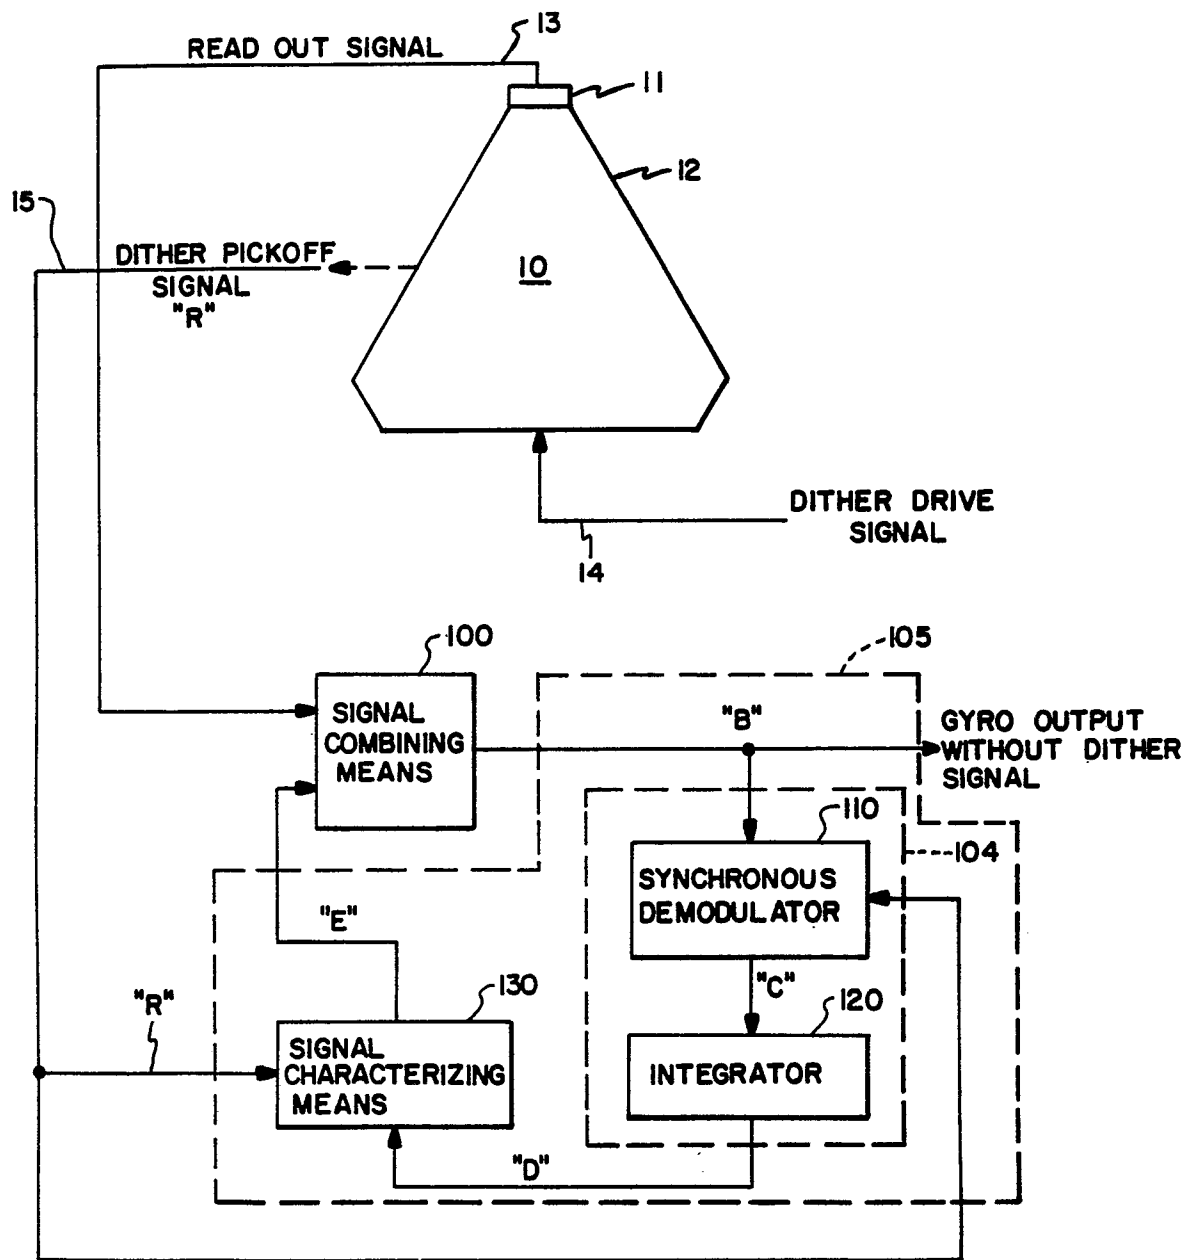 13
READ OUT SIGNAL
11
12
15
DITHER PICKOFF
SIGNAL
"R"
10
DITHER DRIVE
SIGNAL
14
100
105
SIGNAL
COMBINING
MEANS
"B"
GYRO OUTPUT
WITHOUT DITHER
SIGNAL
110
104
SYNCHRONOUS
DEMODULATOR
"E"
"C"
130
120
"R"
SIGNAL
CHARACTERIZING
MEANS
INTEGRATOR
"D"